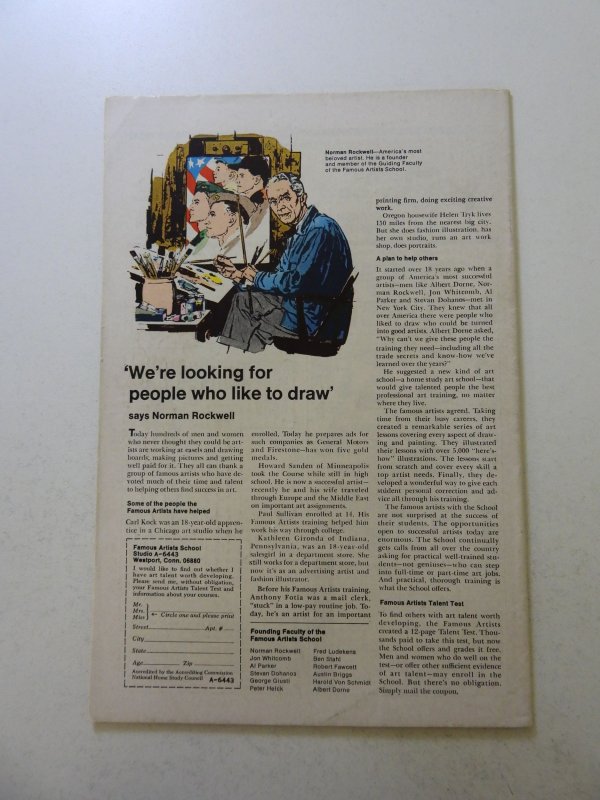 Norman Rockwell—America's most
beloved artist. He is a founder
and member of the Guiding Faculty
of the Famous Artists School.
'We're looking for
people who like to draw'
says Norman Rockwell
Today hundreds of men and women
who never thought they could be art-
ists are working at easels and drawing
boards, making pictures and getting
well paid for it. They all can thank a
group of famous artists who have de-
voted much of their time and talent
to helping others find success in art.
Some of the people the
Famous Artists have helped
Carl Kock was an 18-year-old appren-
tice in a Chicago art studio when he
Famous Artists School
Studio A-6443
Westport, Conn. 06880
I would like to find out whether I
have art talent worth developing.
Please send me, without obligation,
your Famous Artists Talent Test and
information about your courses.
Mr.
Mrs.
Miss
← Circle one and please print
Street Apt. #
City
State
Age Zip
Accredited by the Accrediting Commission
National Home Study Council A-6443
enrolled. Today he prepares ads for
such companies as General Motors
and Firestone—has won five gold
medals.
Howard Sanden of Minneapolis
took the Course while still in high
school. He is now a successful artist—
recently he and his wife traveled
through Europe and the Middle East
on important art assignments.
Paul Sullivan enrolled at 14. His
Famous Artists training helped him
work his way through college.
Kathleen Gironda of Indiana,
Pennsylvania, was an 18-year-old
salesgirl in a department store. She
still works for a department store, but
now it's as an advertising artist and
fashion illustrator.
Before his Famous Artists training,
Anthony Fotia was a mail clerk,
"stuck" in a low-pay routine job. To-
day, he's an artist for an important
Founding Faculty of the
Famous Artists School
Norman Rockwell
Jon Whitcomb
Al Parker
Stevan Dohanos
George Giusti
Peter Helck
Fred Ludekens
Ben Stahl
Robert Fawcett
Austin Briggs
Harold Von Schmidt
Albert Dorne
printing firm, doing exciting creative
work.
Oregon housewife Helen Tryk lives
150 miles from the nearest big city.
But she does fashion illustration, has
her own studio, runs an art work
shop, does portraits.
A plan to help others
It started over 18 years ago when a
group of America's most successful
artists—men like Albert Dorne, Nor-
man Rockwell, Jon Whitcomb, Al
Parker and Stevan Dohanos—met in
New York City. They knew that all
over America there were people who
liked to draw who could be turned
into good artists. Albert Dorne asked,
"Why can't we give these people the
training they need—including all the
trade secrets and know-how we've
learned over the years?"
He suggested a new kind of art
school—a home study art school—that
would give talented people the best
professional art training, no matter
where they live.
The famous artists agreed. Taking
time from their busy careers, they
created a remarkable series of art
lessons covering every aspect of draw-
ing and painting. They illustrated
their lessons with over 5,000 "here's-
how" illustrations. The lessons start
from scratch and cover every skill a
top artist needs. Finally, they de-
veloped a wonderful way to give each
student personal correction and ad-
vice all through his training.
The famous artists with the School
are not surprised at the success of
their students. The opportunities
open to successful artists today are
enormous. The School continually
gets calls from all over the country
asking for practical well-trained stu-
dents—not geniuses—who can step
into full-time or part-time art jobs.
And practical, thorough training is
what the School offers.
Famous Artists Talent Test
To find others with art talent worth
developing, the Famous Artists
created a 12-page Talent Test. Thou-
sands paid to take this test, but now
the School offers and grades it free.
Men and women who do well on the
test—or offer other sufficient evidence
of art talent—may enroll in the
School. But there's no obligation.
Simply mail the coupon.